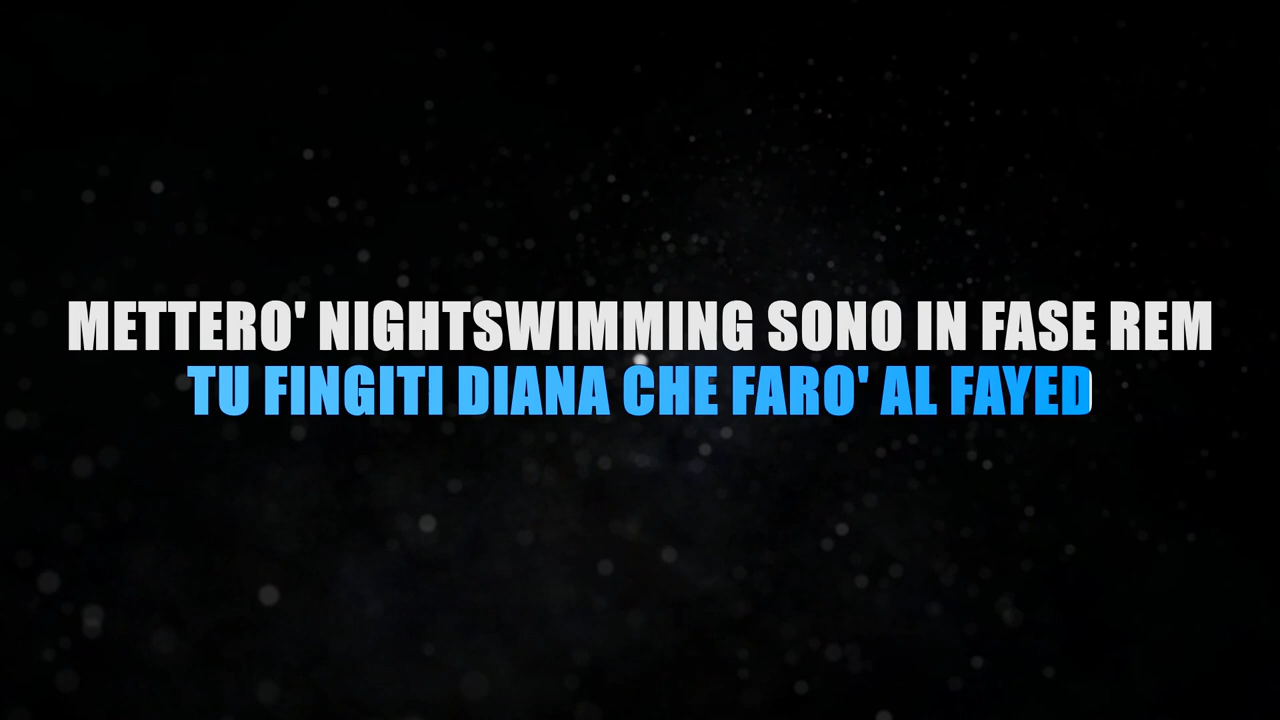 METTERO' NIGHTSWIMMING SONO IN FASE REM
TU FINGITI DIANA CHE FARO' AL FAYED